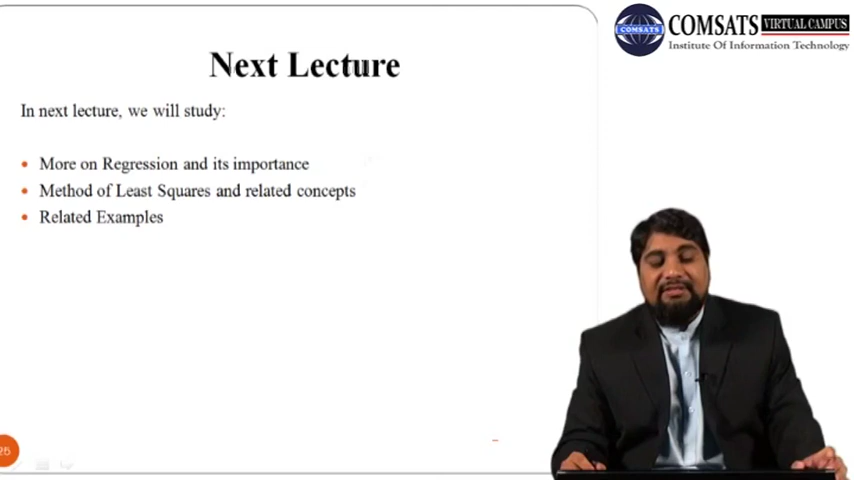 Next Lecture
In next lecture, we will study:
More on Regression and its importance
Method of Least Squares and related concepts
Related Examples
COMSATS
COMSATS VIRTUAL CAMPUS
Institute Of Information Technology